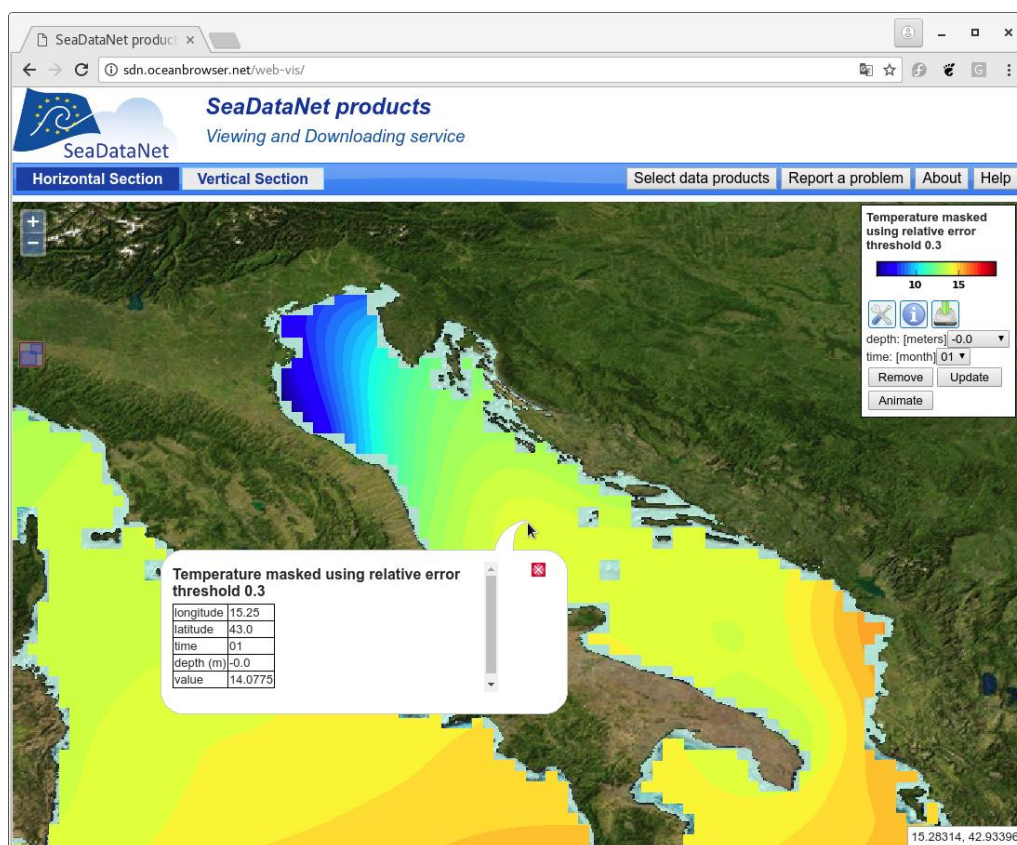 SeaDataNet product
sdn.oceanbrowser.net/web-vis/
SeaDataNet
SeaDataNet products
Viewing and Downloading service
Horizontal Section
Vertical Section
Select data products
Report a problem
About
Help
+
−
Temperature masked
using relative error
threshold 0.3
10 15
depth: [meters] -0.0
time: [month] 01
Remove
Update
Animate
Temperature masked using relative error
threshold 0.3
longitude 15.25
latitude 43.0
time 01
depth (m) -0.0
value 14.0775
15.28314, 42.93396